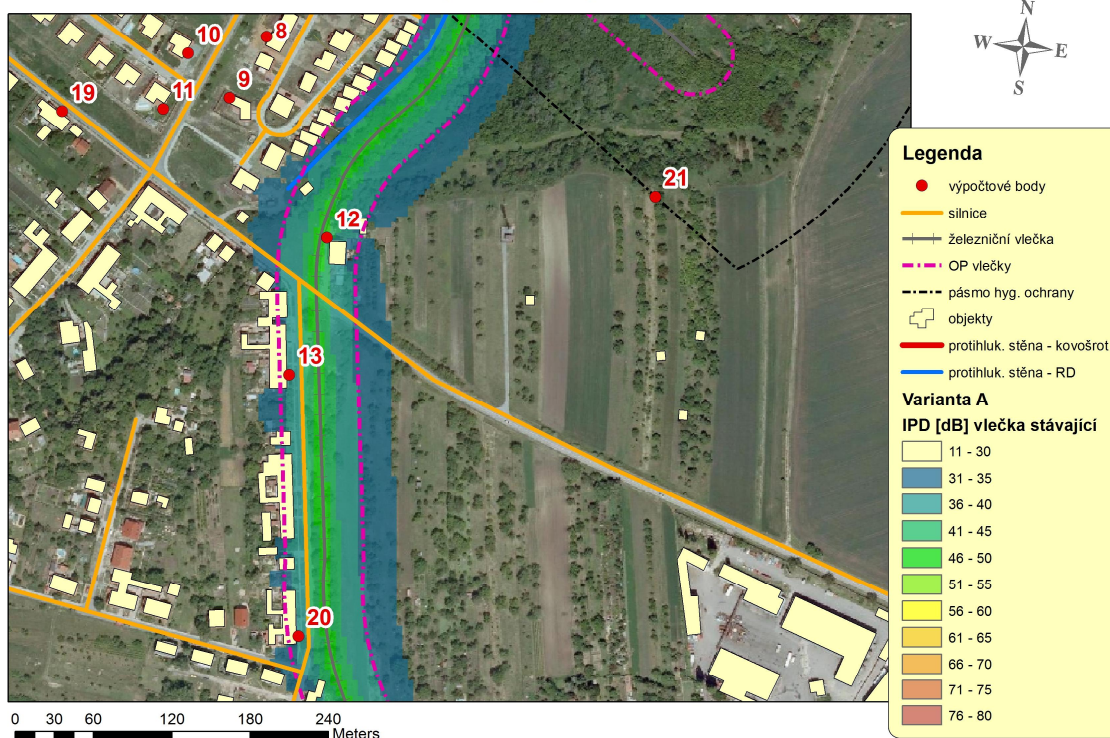 N
W E
S
8
10
9
11
19
21
12
13
20
Legenda
výpočtové body
silnice
železniční vlečka
OP vlečky
pásmo hyg. ochrany
objekty
protihluk. stěna - kovošrot
protihluk. stěna - RD
Varianta A
IPD [dB] vlečka stávající
11 - 30
31 - 35
36 - 40
41 - 45
46 - 50
51 - 55
56 - 60
61 - 65
66 - 70
71 - 75
76 - 80
0 30 60 120 180 240
Meters